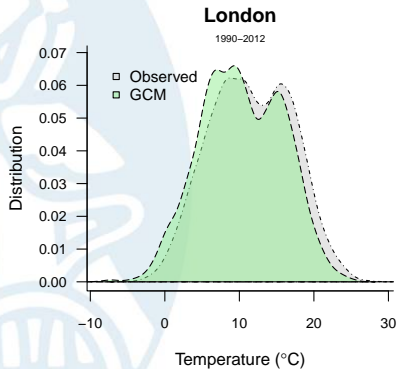 London
1990−2012
0.07
0.06
0.05
0.04
0.03
0.02
0.01
0.00
Distribution
Observed
GCM
−10 0 10 20 30
Temperature (°C)